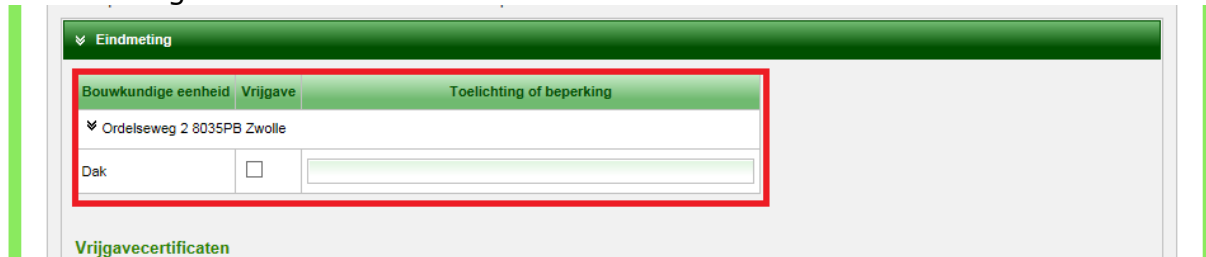 Eindmeting
Bouwkundige eenheid Vrijgave Toelichting of beperking
Ordelseweg 2 8035PB Zwolle
Dak
Vrijgavecertificaten